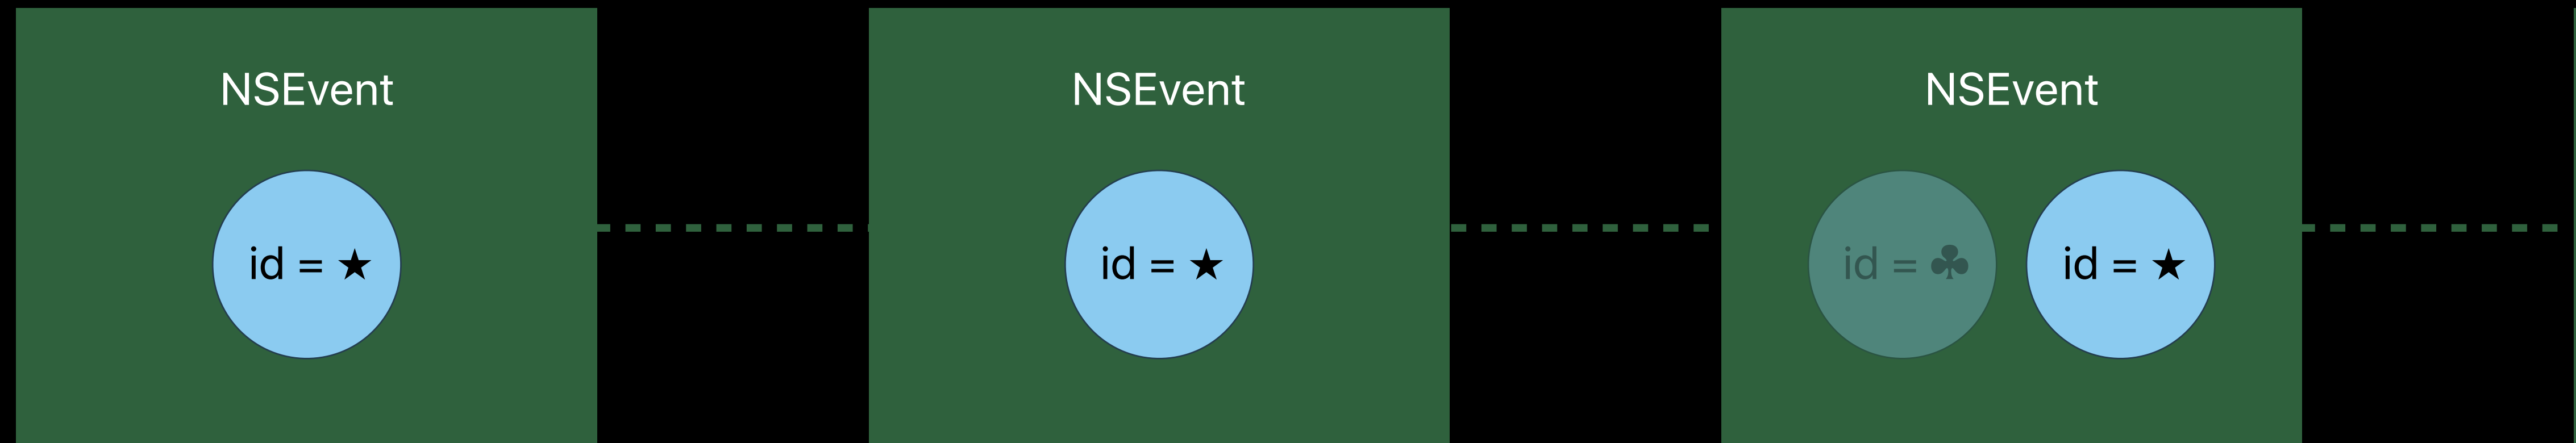 NSEvent
id = ★
NSEvent
id = ★
NSEvent
id = ♣
id = ★